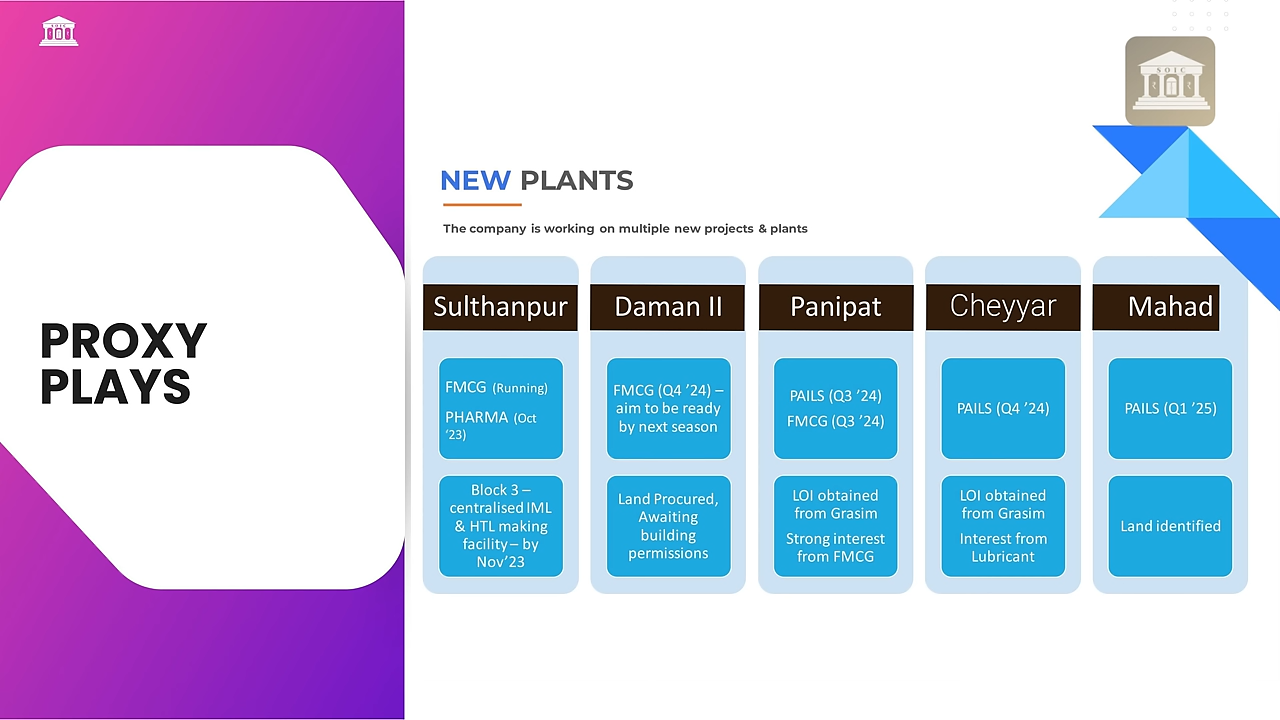 SOIC
PROXY
PLAYS
NEW PLANTS
The company is working on multiple new projects & plants
Sulthanpur
FMCG (Running)
PHARMA (Oct
‘23)
Block 3 –
centralised IML
& HTL making
facility – by
Nov’23
Daman II
FMCG (Q4 ’24) –
aim to be ready
by next season
Land Procured,
Awaiting
building
permissions
Panipat
PAILS (Q3 ’24)
FMCG (Q3 ’24)
LOI obtained
from Grasim
Strong interest
from FMCG
Cheyyar
PAILS (Q4 ’24)
LOI obtained
from Grasim
Interest from
Lubricant
Mahad
PAILS (Q1 ’25)
Land identified
SOIC